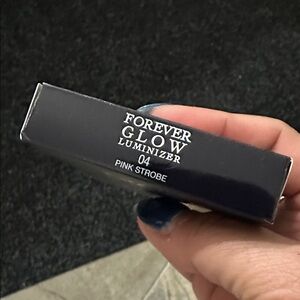 FOREVER
GLOW
LUMINIZER
04
PINK STROBE